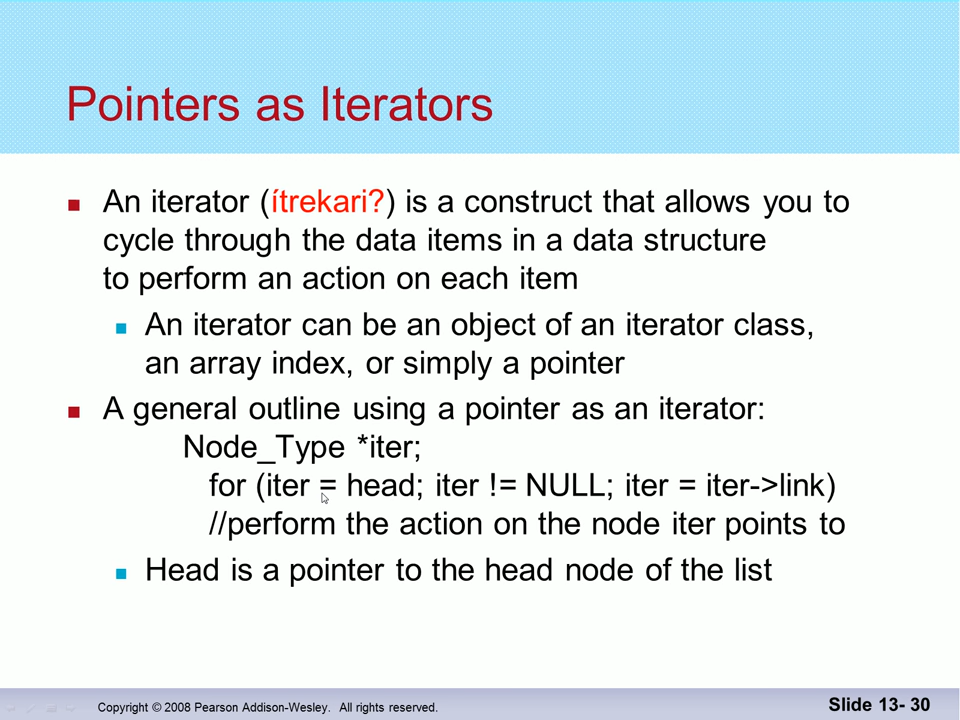 Pointers as Iterators
An iterator (ítrekari?) is a construct that allows you to
cycle through the data items in a data structure
to perform an action on each item
An iterator can be an object of an iterator class,
an array index, or simply a pointer
A general outline using a pointer as an iterator:
Node_Type *iter;
for (iter = head; iter != NULL; iter = iter->link)
//perform the action on the node iter points to
Head is a pointer to the head node of the list
Copyright © 2008 Pearson Addison-Wesley. All rights reserved.
Slide 13- 30